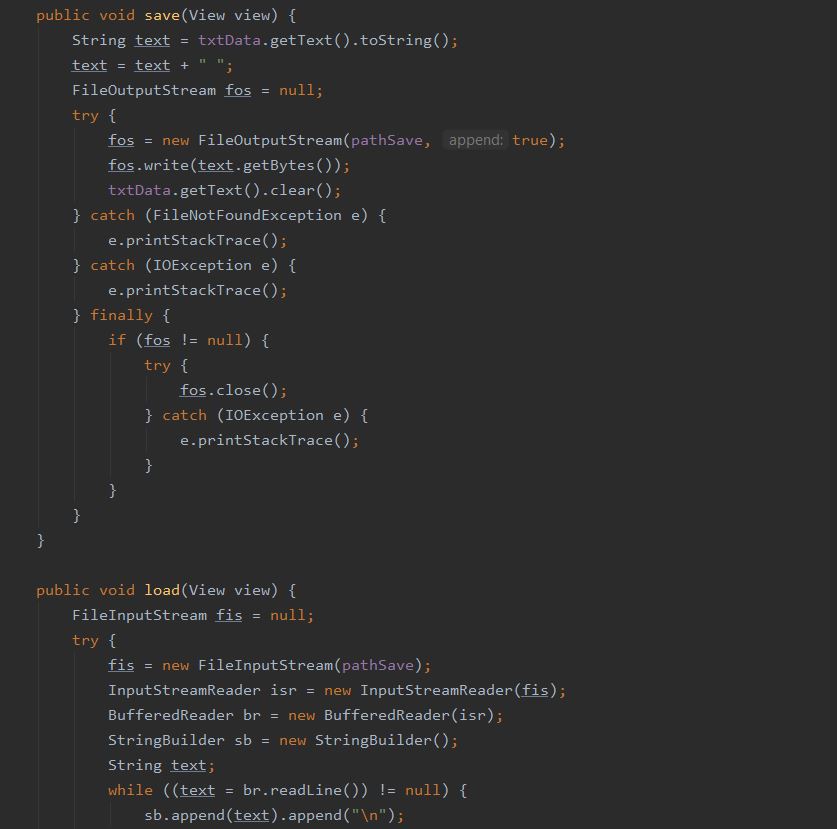 public void save(View view) {
    String text = txtData.getText().toString();
    text = text + " ";
    FileOutputStream fos = null;
    try {
        fos = new FileOutputStream(pathSave, append: true);
        fos.write(text.getBytes());
        txtData.getText().clear();
    } catch (FileNotFoundException e) {
        e.printStackTrace();
    } catch (IOException e) {
        e.printStackTrace();
    } finally {
        if (fos != null) {
            try {
                fos.close();
            } catch (IOException e) {
                e.printStackTrace();
            }
        }
    }
}

public void load(View view) {
    FileInputStream fis = null;
    try {
        fis = new FileInputStream(pathSave);
        InputStreamReader isr = new InputStreamReader(fis);
        BufferedReader br = new BufferedReader(isr);
        StringBuilder sb = new StringBuilder();
        String text;
        while ((text = br.readLine()) != null) {
            sb.append(text).append("\n");